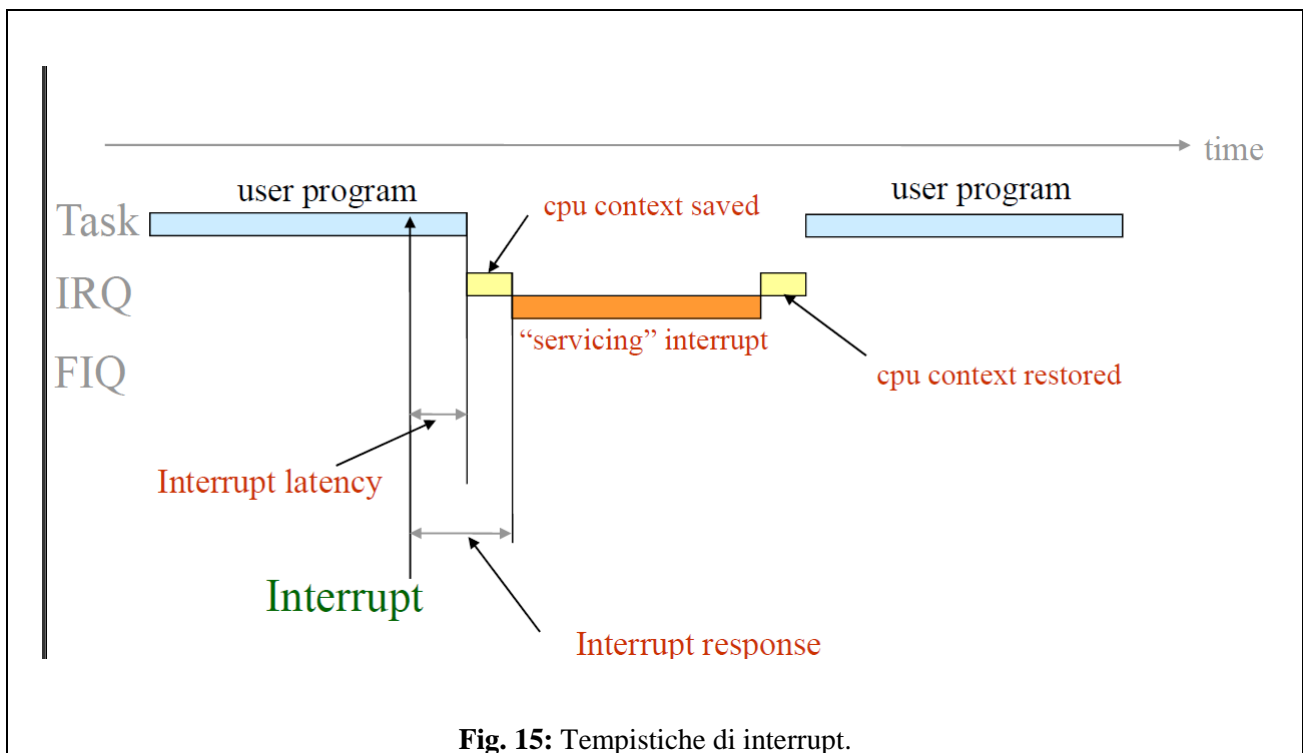 time
user program
user program
cpu context saved
Task
IRQ
“servicing” interrupt
FIQ
cpu context restored
Interrupt latency
Interrupt
Interrupt response
Fig. 15: Tempistiche di interrupt.